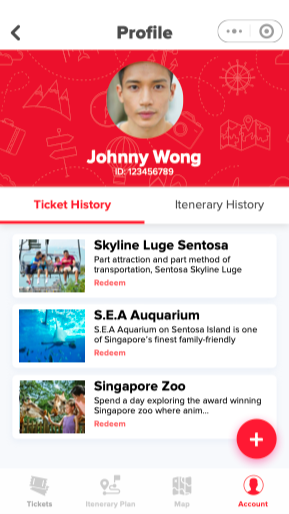 Profile
Johnny Wong
ID: 123456789
Ticket History
Itenerary History
Skyline Luge Sentosa
Part attraction and part method of
transportation, Sentosa Skyline Luge
Redeem
S.E.A Auquarium
S.E.A Aquarium on Sentosa Island is one
of Singapore's finest family-friendly
Redeem
Singapore Zoo
Spend a day exploring the award winning
Singapore zoo where anim...
Redeem
Tickets
Itenerary Plan
Map
Account